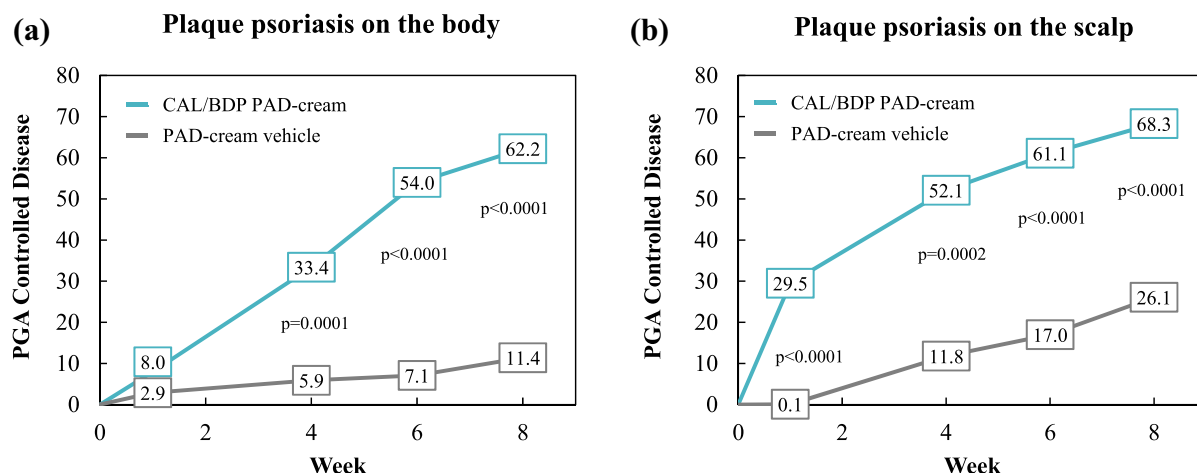 (a)
Plaque psoriasis on the body
PGA Controlled Disease
80
70
60
50
40
30
20
10
0
CAL/BDP PAD-cream
PAD-cream vehicle
62.2
54.0
p<0.0001
p<0.0001
33.4
p=0.0001
8.0
2.9
5.9
7.1
11.4
0
2
4
6
8
Week
(b)
Plaque psoriasis on the scalp
PGA Controlled Disease
80
70
60
50
40
30
20
10
0
CAL/BDP PAD-cream
PAD-cream vehicle
68.3
61.1
52.1
p<0.0001
p<0.0001
p=0.0002
29.5
p<0.0001
26.1
17.0
11.8
0.1
0
2
4
6
8
Week